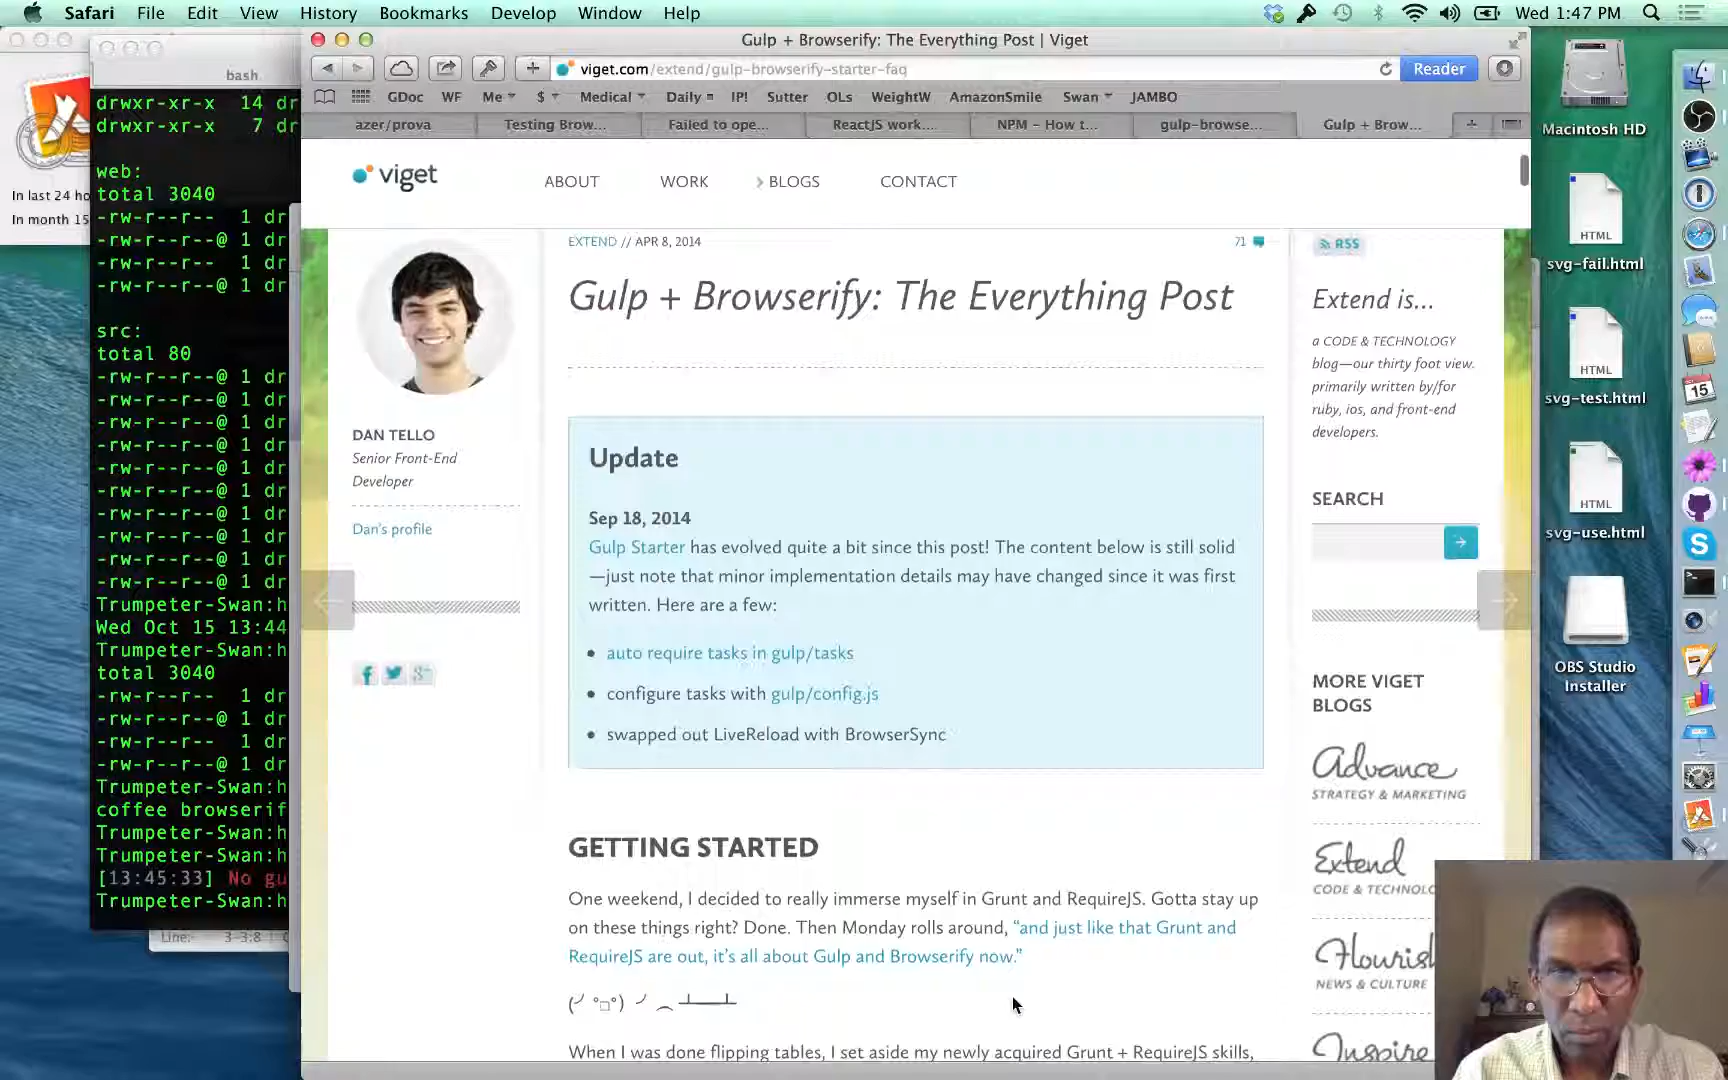 Safari File Edit View History Bookmarks Develop Window Help
Wed 1:47 PM
bash
drwxr-xr-x 14 dr
drwxr-xr-x 7 dr
web:
total 3040
-rw-r--r-- 1 dr
-rw-r--r--@ 1 dr
-rw-r--r-- 1 dr
-rw-r--r--@ 1 dr
src:
total 80
-rw-r--r--@ 1 dr
-rw-r--r--@ 1 dr
-rw-r--r--@ 1 dr
-rw-r--r--@ 1 dr
-rw-r--r--@ 1 dr
-rw-r--r--@ 1 dr
-rw-r--r--@ 1 dr
-rw-r--r--@ 1 dr
-rw-r--r--@ 1 dr
-rw-r--r--@ 1 dr
Trumpeter-Swan:h
Wed Oct 15 13:44
Trumpeter-Swan:h
total 3040
-rw-r--r-- 1 dr
-rw-r--r--@ 1 dr
-rw-r--r-- 1 dr
-rw-r--r--@ 1 dr
Trumpeter-Swan:h
coffee browserif
Trumpeter-Swan:h
Trumpeter-Swan:h
[13:45:33] No gu
Trumpeter-Swan:h
In last 24 ho
In month 15
Line: 3-3:8
Gulp + Browserify: The Everything Post | Viget
viget.com/extend/gulp-browserify-starter-faq
Reader
GDoc WF Me $ Medical Daily IP! Sutter OLs WeightW AmazonSmile Swan JAMBO
azer/prova Testing Brow... Failed to ope... ReactJS work... NPM - How t... gulp-browse... Gulp + Brow...
viget
ABOUT WORK BLOGS CONTACT
EXTEND // APR 8, 2014
71
Gulp + Browserify: The Everything Post
DAN TELLO
Senior Front-End
Developer
Dan's profile
Update
Sep 18, 2014
Gulp Starter has evolved quite a bit since this post! The content below is still solid
—just note that minor implementation details may have changed since it was first
written. Here are a few:
• auto require tasks in gulp/tasks
• configure tasks with gulp/config.js
• swapped out LiveReload with BrowserSync
GETTING STARTED
One weekend, I decided to really immerse myself in Grunt and RequireJS. Gotta stay up
on these things right? Done. Then Monday rolls around, “and just like that Grunt and
RequireJS are out, it’s all about Gulp and Browserify now.”
(╯°□°）╯︵ ┻━┻
When I was done flipping tables, I set aside my newly acquired Grunt + RequireJS skills,
RSS
Extend is...
a CODE & TECHNOLOGY
blog—our thirty foot view.
primarily written by/for
ruby, ios, and front-end
developers.
SEARCH
MORE VIGET
BLOGS
Advance
STRATEGY & MARKETING
Extend
CODE & TECHNOLO
Flourish
NEWS & CULTURE
Inspire
Macintosh HD
HTML
svg-fail.html
HTML
svg-test.html
HTML
svg-use.html
OBS Studio
Installer
15